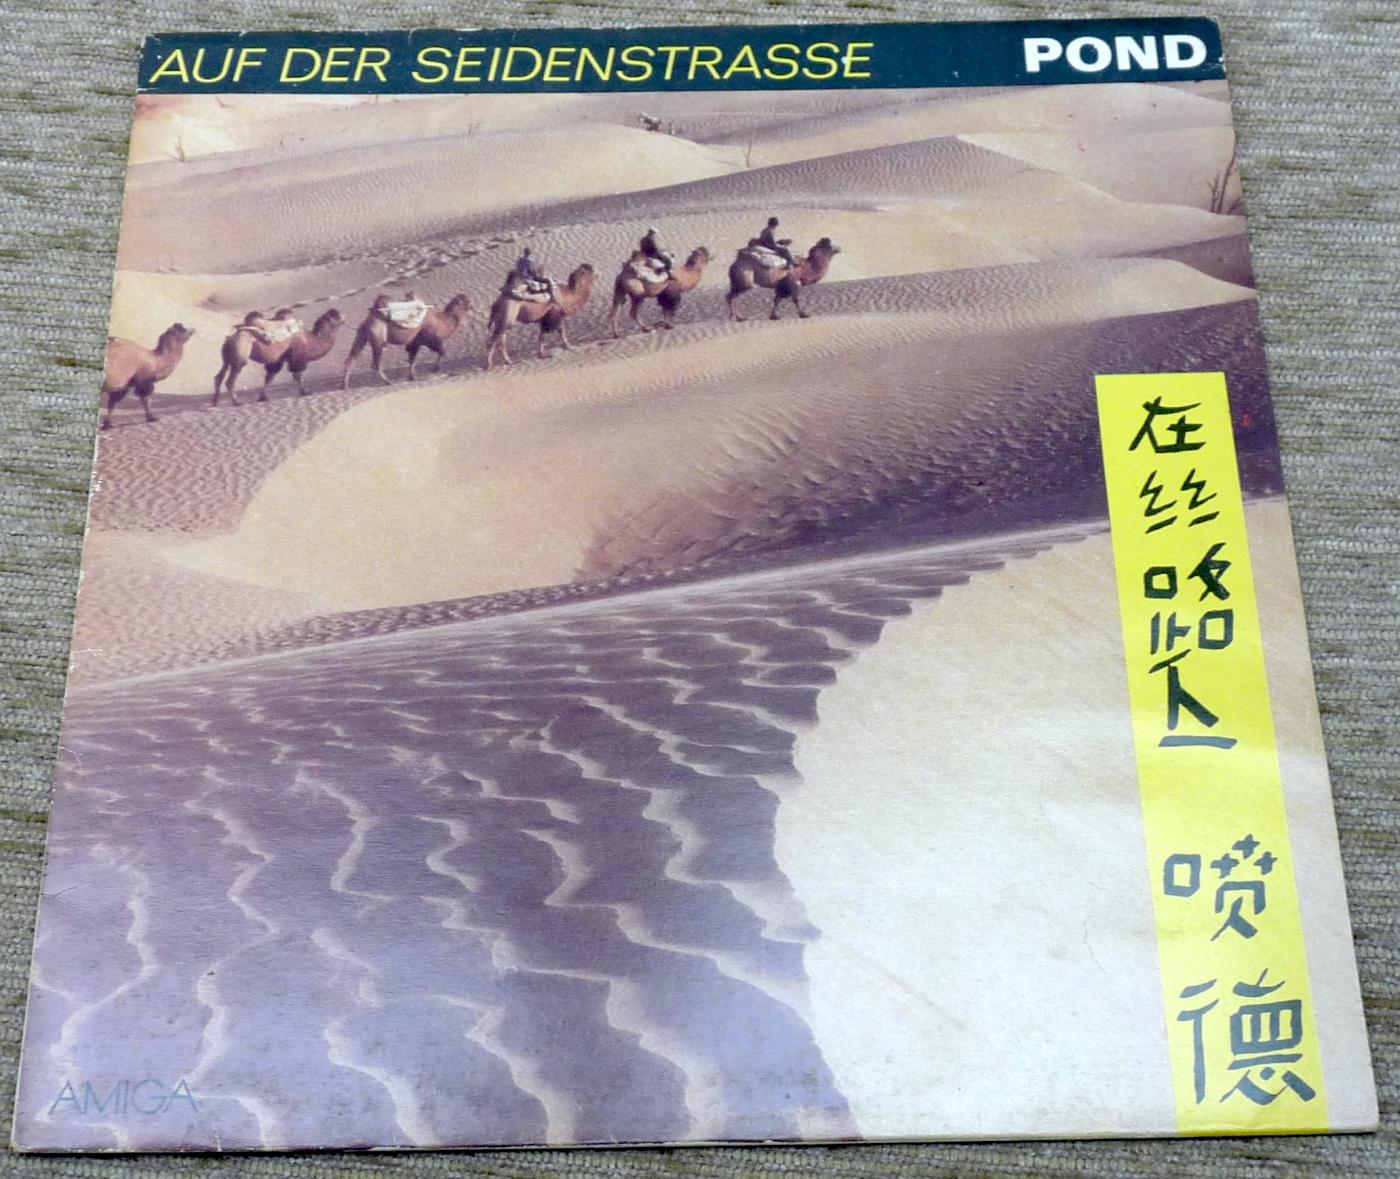 AUF DER SEIDENSTRASSE
POND
在丝路上
喷德
AMIGA